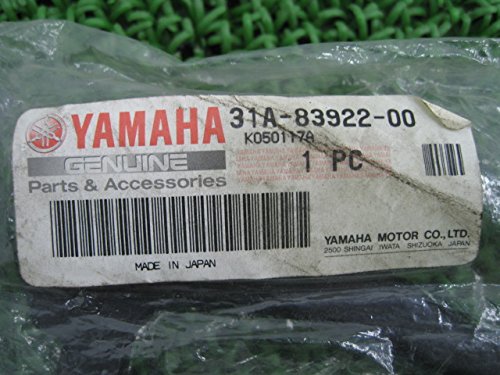 YAMAHA 31A-83922-00
K050117A
GENUINE
1 PC
Parts & Accessories
YAMAHA MOTOR CO., LTD.
2500 SHINGAI IWATA SHIZUOKA JAPAN
MADE IN JAPAN